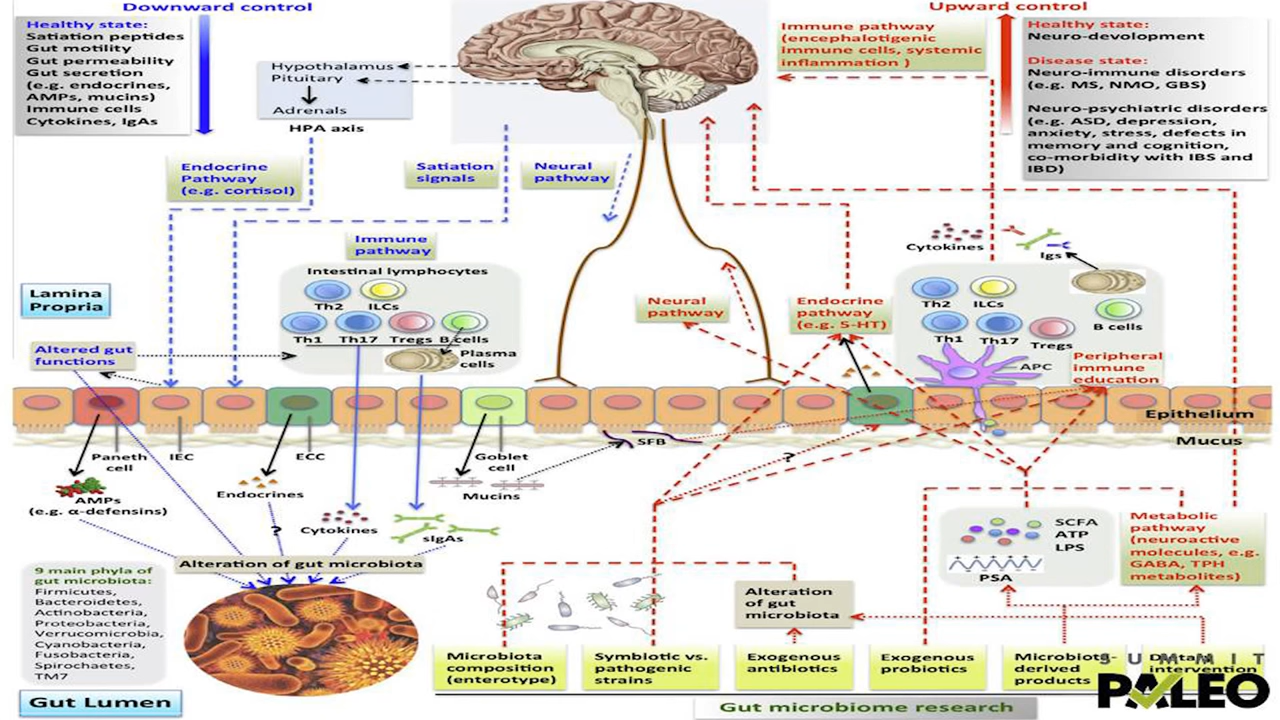 Downward control
Upward control
Healthy state:
Satiation peptides
Gut motility
Gut permeability
Gut secretion
(e.g. endocrines,
AMPs, mucins)
Immune cells
Cytokines, IgAs
Hypothalamus
Pituitary
Adrenals
HPA axis
Immune pathway
(encephalotigenic
immune cells, systemic
inflammation )
Healthy state:
Neuro-devolopment
Disease state:
Neuro-immune disorders
(e.g. MS, NMO, GBS)
Neuro-psychiatric disorders
(e.g. ASD, depression,
anxiety, stress, defects in
memory and cognition,
co-morbidity with IBS and
IBD)
Endocrine
Pathway
(e.g. cortisol)
Satiation
signals
Neural
pathway
Immune
pathway
Intestinal lymphocytes
Th2
ILCs
Th1
Th17
Tregs
B cells
Plasma
cells
Lamina
Propria
Altered gut
functions
Neural
pathway
Endocrine
pathway
(e.g. 5-HT)
Cytokines
Igs
Th2
ILCs
B cells
Th1
Th17
Tregs
APC
Peripheral
immune
education
Epithelium
Mucus
Paneth
cell
IEC
ECC
Goblet
cell
SFB
?
AMPs
(e.g. α-defensins)
Endocrines
?
Cytokines
sIgAs
Mucins
Alteration of gut microbiota
9 main phyla of
gut microbiota:
Firmicutes,
Bacteroidetes,
Actinobacteria,
Proteobacteria,
Verrucomicrobia,
Cyanobacteria,
Fusobacteria,
Spirochaetes,
TM7
Gut Lumen
SCFA
ATP
LPS
PSA
Metabolic
pathway
(neuroactive
molecules, e.g.
GABA, TPH
metabolites)
Alteration
of gut
microbiota
Microbiota
composition
(enterotype)
Symbiotic vs.
pathogenic
strains
Exogenous
antibiotics
Exogenous
probiotics
Microbiota-
derived
products
intervention
Gut microbiome research
SUMMIT
PALEO